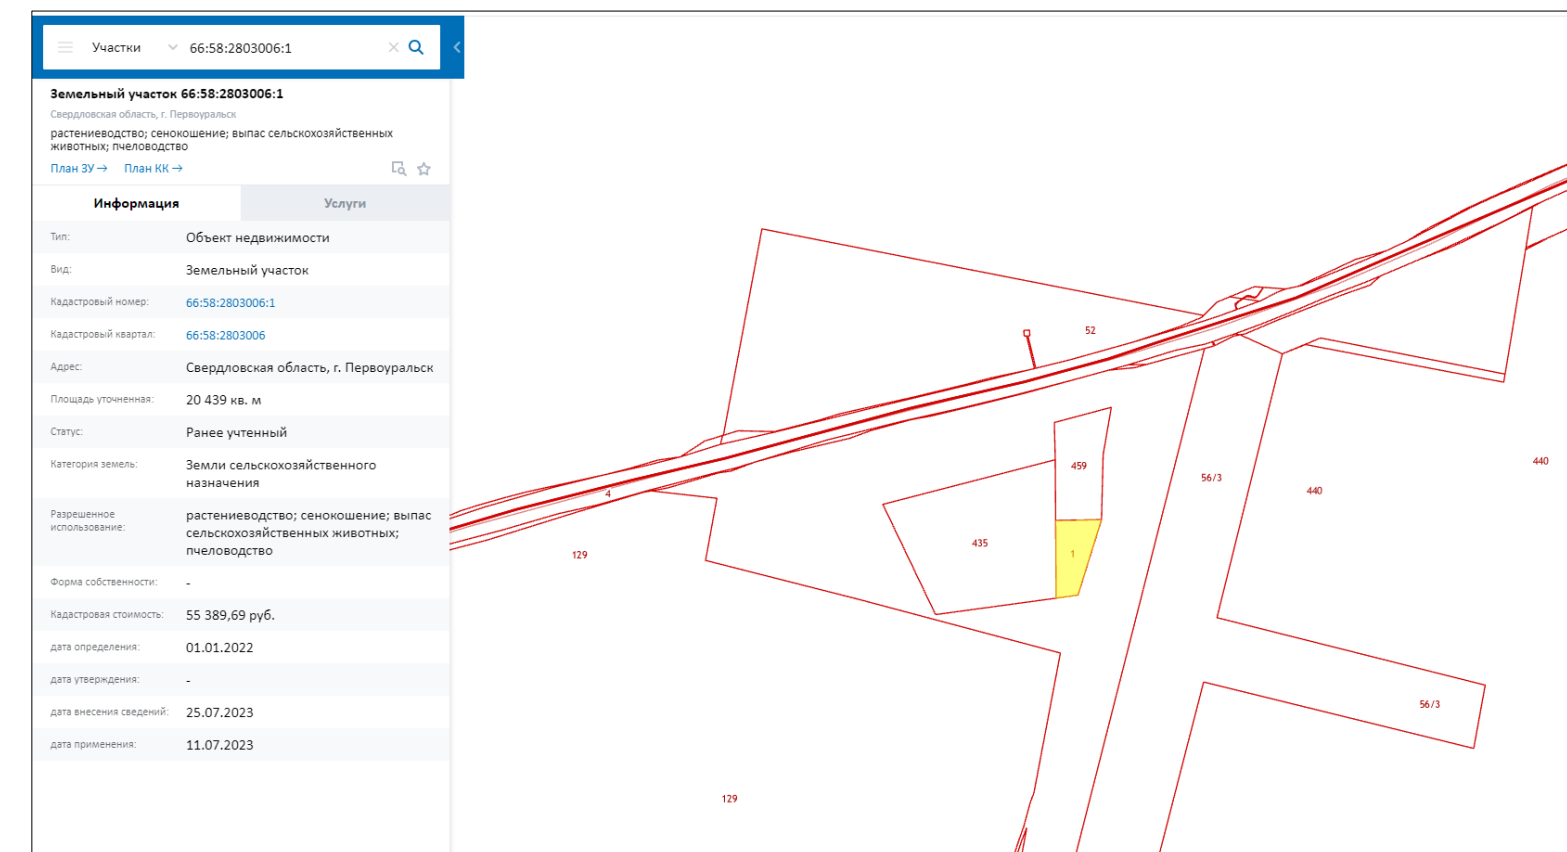 Участки 66:58:2803006:1
Земельный участок 66:58:2803006:1
Свердловская область, г. Первоуральск
растениеводство; сенокошение; выпас сельскохозяйственных
животных; пчеловодство
План ЗУ → План КК →
Информация Услуги
Тип: Объект недвижимости
Вид: Земельный участок
Кадастровый номер: 66:58:2803006:1
Кадастровый квартал: 66:58:2803006
Адрес: Свердловская область, г. Первоуральск
Площадь уточненная: 20 439 кв. м
Статус: Ранее учтенный
Категория земель: Земли сельскохозяйственного
назначения
Разрешенное
использование:
растениеводство; сенокошение; выпас
сельскохозяйственных животных;
пчеловодство
Форма собственности: -
Кадастровая стоимость: 55 389,69 руб.
дата определения: 01.01.2022
дата утверждения: -
дата внесения сведений: 25.07.2023
дата применения: 11.07.2023
52
459
440
56/3
440
4
435
1
129
56/3
129